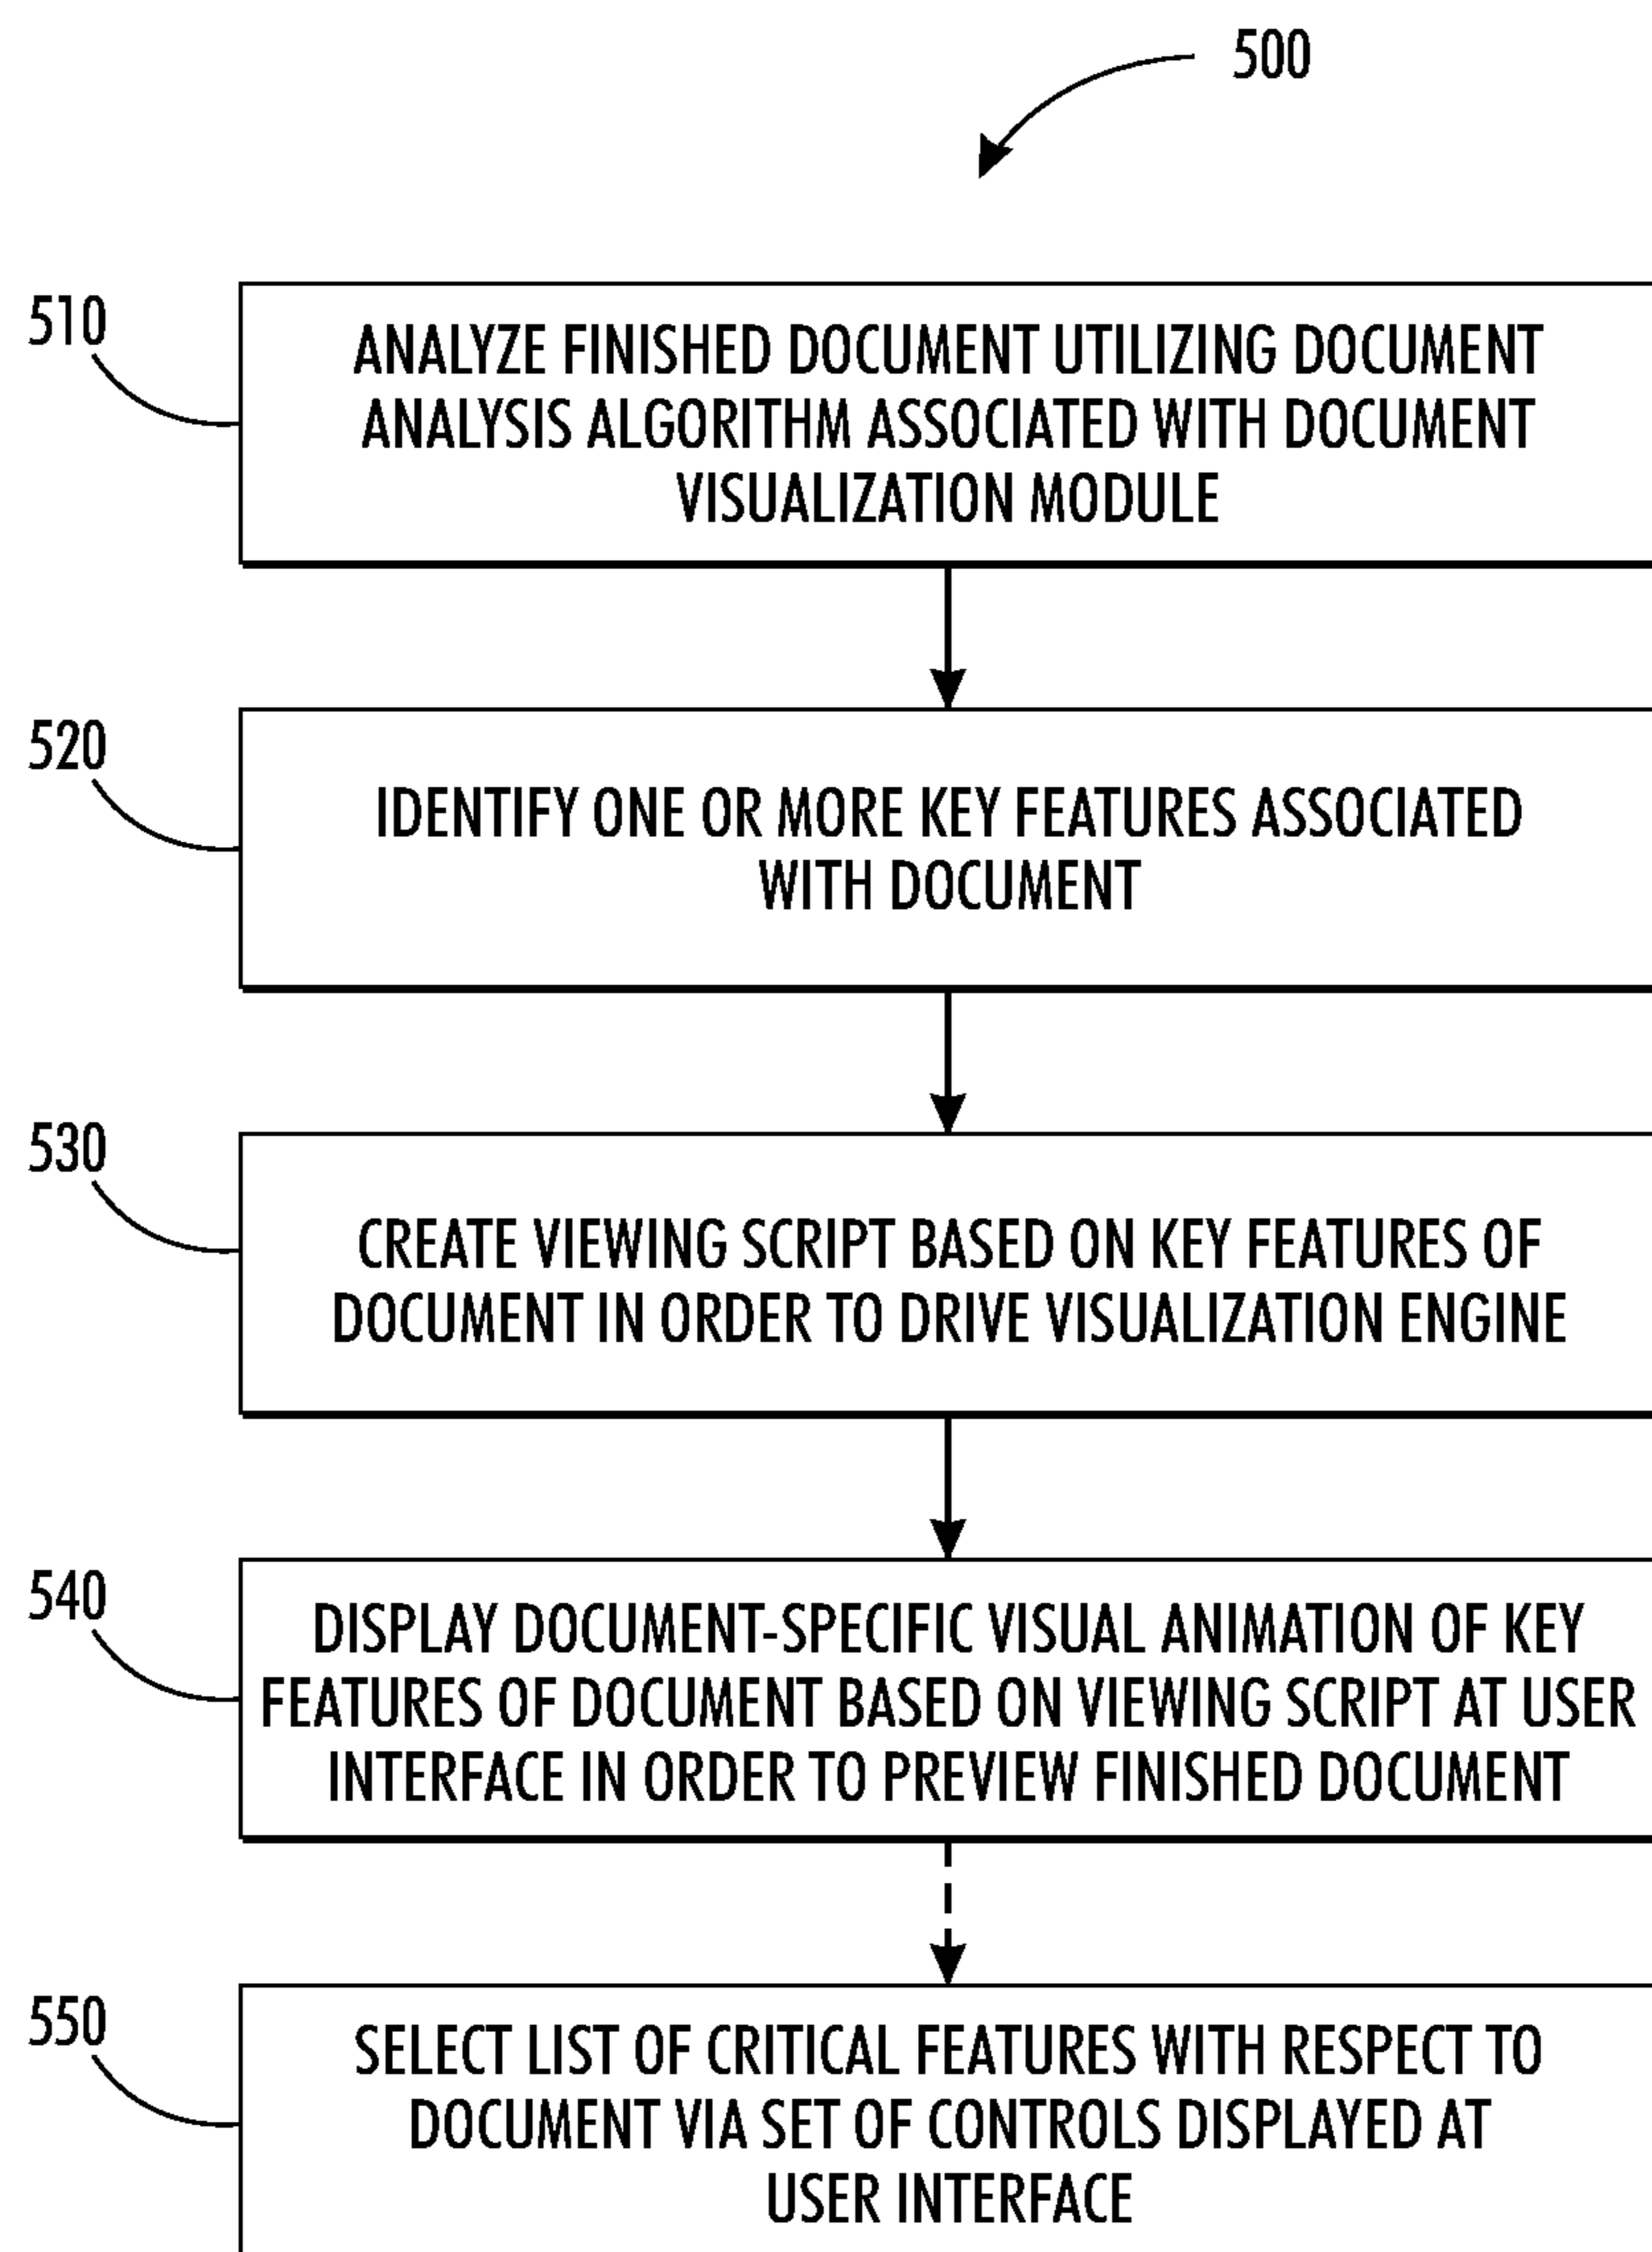 500
510
ANALYZE FINISHED DOCUMENT UTILIZING DOCUMENT
ANALYSIS ALGORITHM ASSOCIATED WITH DOCUMENT
VISUALIZATION MODULE
520
IDENTIFY ONE OR MORE KEY FEATURES ASSOCIATED
WITH DOCUMENT
530
CREATE VIEWING SCRIPT BASED ON KEY FEATURES OF
DOCUMENT IN ORDER TO DRIVE VISUALIZATION ENGINE
540
DISPLAY DOCUMENT-SPECIFIC VISUAL ANIMATION OF KEY
FEATURES OF DOCUMENT BASED ON VIEWING SCRIPT AT USER
INTERFACE IN ORDER TO PREVIEW FINISHED DOCUMENT
550
SELECT LIST OF CRITICAL FEATURES WITH RESPECT TO
DOCUMENT VIA SET OF CONTROLS DISPLAYED AT
USER INTERFACE